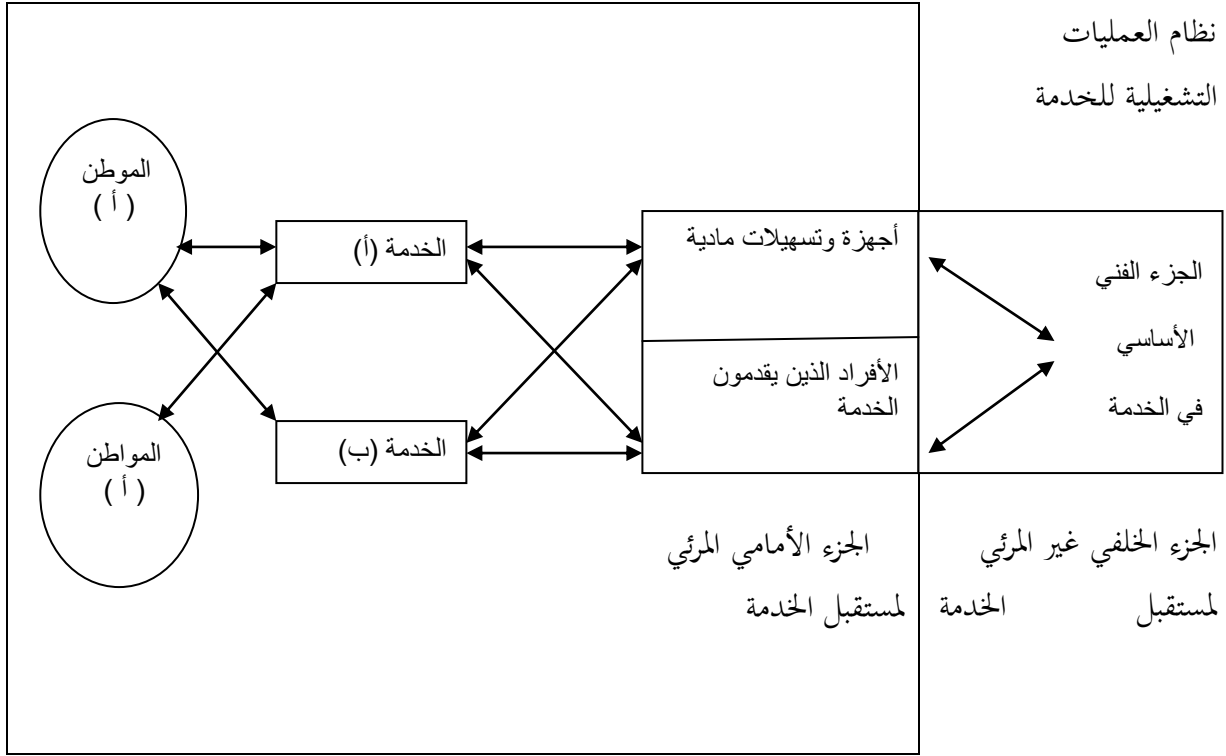 نظام العمليات
التشغيلية للخدمة
الجزء الفني
الأساسي
في الخدمة
أجهزة وتسهيلات مادية
الأفراد الذين يقدمون
الخدمة
الخدمة (أ)
الخدمة (ب)
الموطن
( أ )
المواطن
( أ )
الجزء الخلفي غير المرئي
لمستقبل الخدمة
الجزء الأمامي المرئي
لمستقبل الخدمة